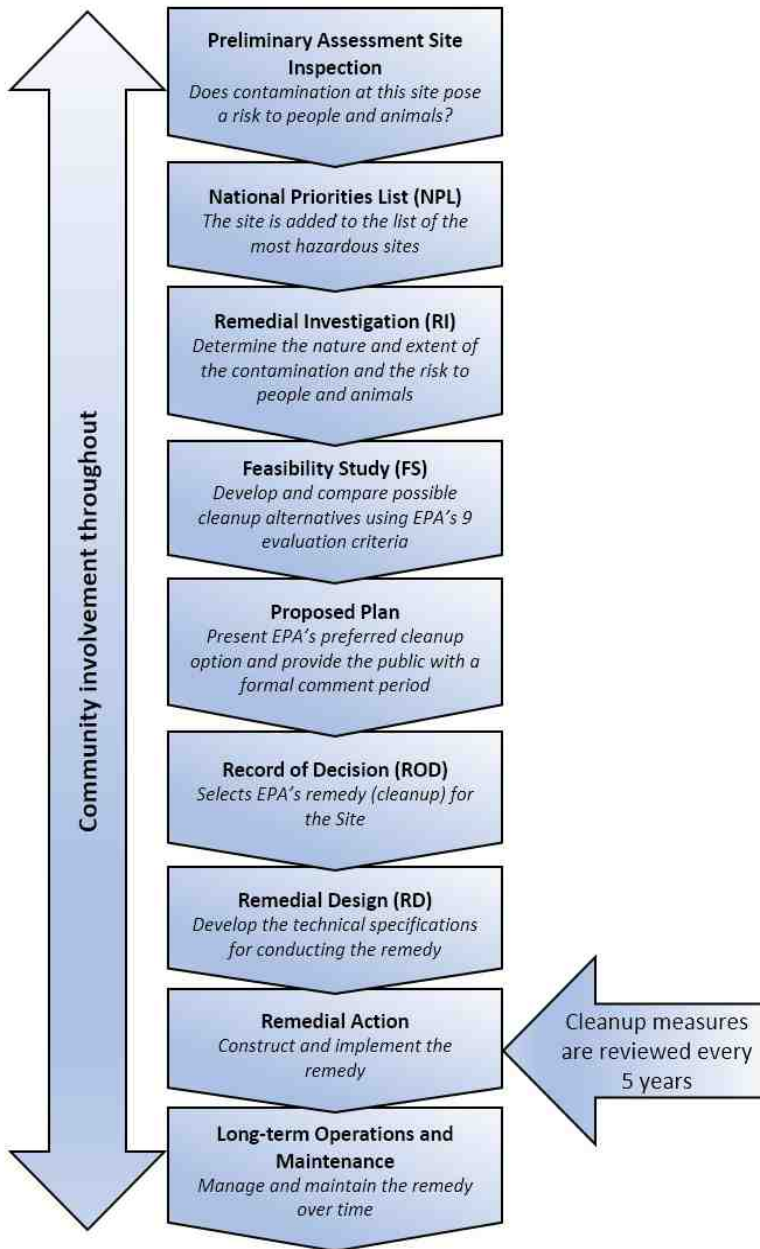 Community involvement throughout
Preliminary Assessment Site
Inspection
Does contamination at this site pose
a risk to people and animals?
National Priorities List (NPL)
The site is added to the list of the
most hazardous sites
Remedial Investigation (RI)
Determine the nature and extent of
the contamination and the risk to
people and animals
Feasibility Study (FS)
Develop and compare possible
cleanup alternatives using EPA's 9
evaluation criteria
Proposed Plan
Present EPA's preferred cleanup
option and provide the public with a
formal comment period
Record of Decision (ROD)
Selects EPA's remedy (cleanup) for
the Site
Remedial Design (RD)
Develop the technical specifications
for conducting the remedy
Remedial Action
Construct and implement the
remedy
Cleanup measures
are reviewed every
5 years
Long-term Operations and
Maintenance
Manage and maintain the remedy
over time